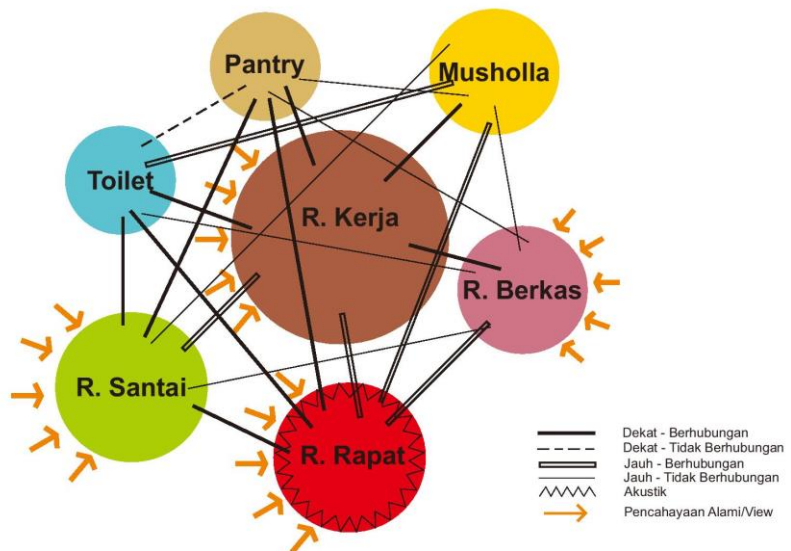 Pantry
Musholla
Toilet
R. Kerja
R. Berkas
R. Santai
R. Rapat
Dekat - Berhubungan
Dekat - Tidak Berhubungan
Jauh - Berhubungan
Jauh - Tidak Berhubungan
Akustik
Pencahayaan Alami/View